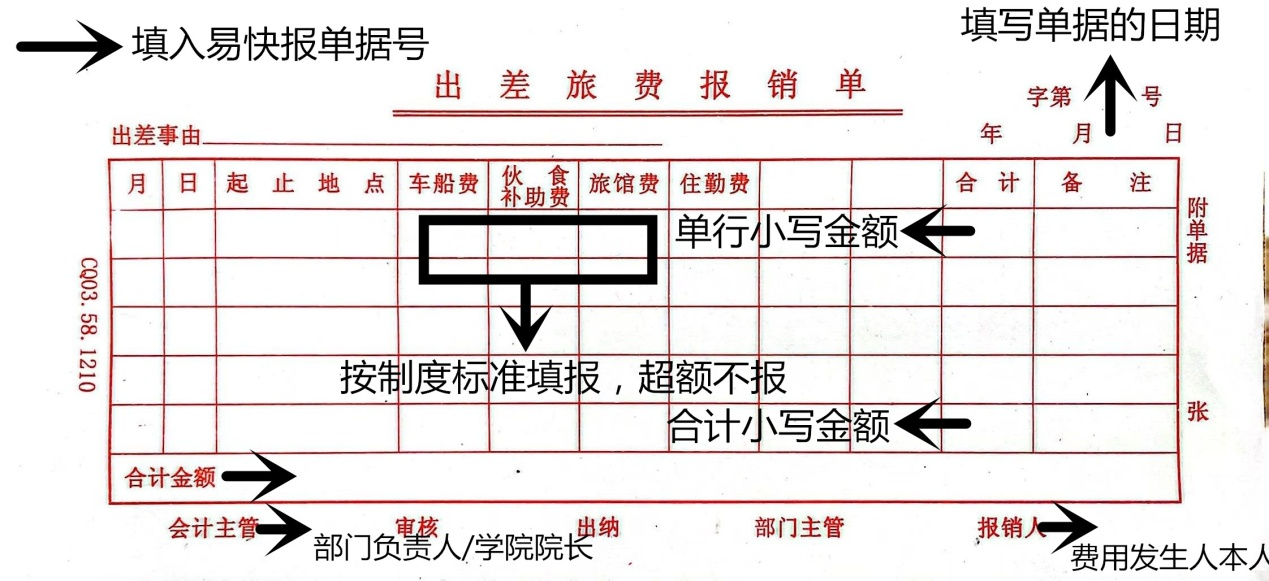 填入易快报单据号
填写单据的日期
出差旅费报销单
字第 号
出差事由
年 月 日
月 日 起止地点 车船费 伙食补助费 旅馆费 住勤费 合计 备注
单行小写金额
附单据
CQ03.58.1210
按制度标准填报，超额不报
张
合计小写金额
合计金额
会计主管 审核 出纳 部门主管 报销人
部门负责人/学院院长
费用发生人本人